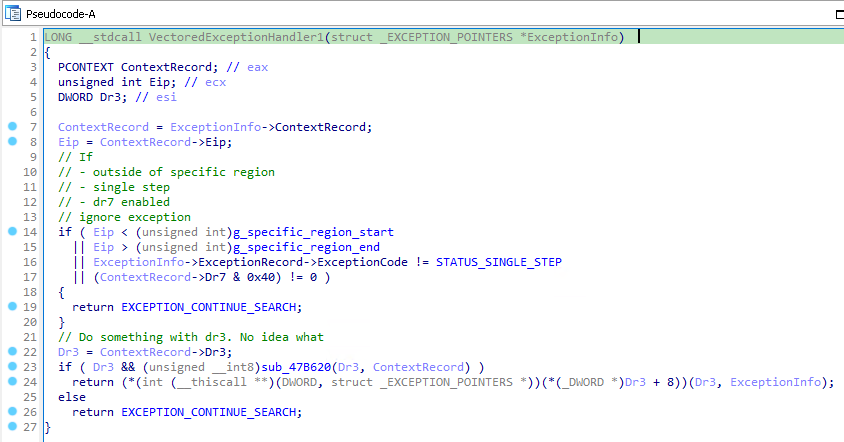 Pseudocode-A
1 LONG __stdcall VectoredExceptionHandler1(struct _EXCEPTION_POINTERS *ExceptionInfo)
2 {
3   PCONTEXT ContextRecord; // eax
4   unsigned int Eip; // ecx
5   DWORD Dr3; // esi
6
7   ContextRecord = ExceptionInfo->ContextRecord;
8   Eip = ContextRecord->Eip;
9   // If
10   // - outside of specific region
11   // - single step
12   // - dr7 enabled
13   // ignore exception
14   if ( Eip < (unsigned int)g_specific_region_start
15     || Eip > (unsigned int)g_specific_region_end
16     || ExceptionInfo->ExceptionRecord->ExceptionCode != STATUS_SINGLE_STEP
17     || (ContextRecord->Dr7 & 0x40) != 0 )
18   {
19     return EXCEPTION_CONTINUE_SEARCH;
20   }
21   // Do something with dr3. No idea what
22   Dr3 = ContextRecord->Dr3;
23   if ( Dr3 && (unsigned __int8)sub_47B620(Dr3, ContextRecord) )
24     return (*(int (__thiscall **)(DWORD, struct _EXCEPTION_POINTERS *))(*(_DWORD *)Dr3 + 8))(Dr3, ExceptionInfo);
25   else
26     return EXCEPTION_CONTINUE_SEARCH;
27 }